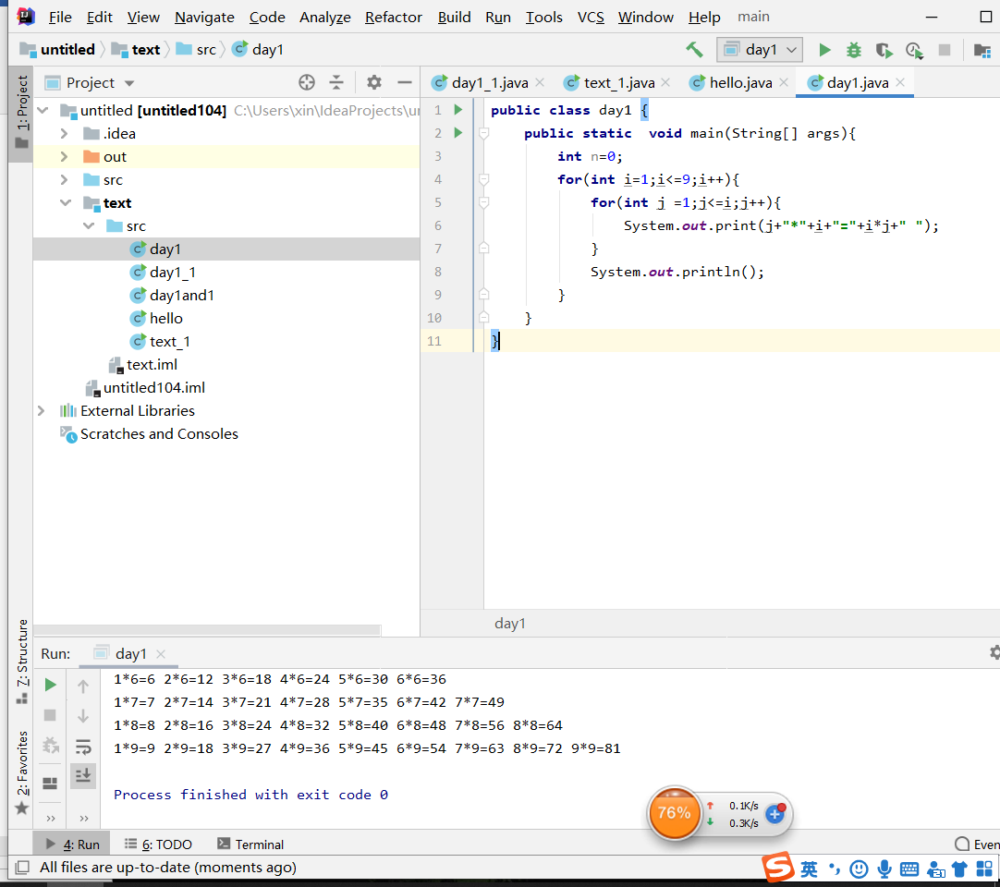 File Edit View Navigate Code Analyze Refactor Build Run Tools VCS Window Help main
untitled text src day1 day1
1: Project
Project
untitled [untitled104] C:\Users\xin\IdeaProjects\
.idea
out
src
text
src
day1
day1_1
day1and1
hello
text_1
text.iml
untitled104.iml
External Libraries
Scratches and Consoles
day1_1.java text_1.java hello.java day1.java
1 public class day1 {
2 public static  void main(String[] args){
3 int n=0;
4 for(int i=1;i<=9;i++){
5 for(int j =1;j<=i;j++){
6 System.out.print(j+"*"+i+"="+i*j+" ");
7 }
8 System.out.println();
9 }
10 }
11 }
day1
Z: Structure
2: Favorites
Run: day1
1*6=6 2*6=12 3*6=18 4*6=24 5*6=30 6*6=36
1*7=7 2*7=14 3*7=21 4*7=28 5*7=35 6*7=42 7*7=49
1*8=8 2*8=16 3*8=24 4*8=32 5*8=40 6*8=48 7*8=56 8*8=64
1*9=9 2*9=18 3*9=27 4*9=36 5*9=45 6*9=54 7*9=63 8*9=72 9*9=81
Process finished with exit code 0
76% 0.1K/s
0.3K/s
4: Run 6: TODO Terminal Even
All files are up-to-date (moments ago)
S 英